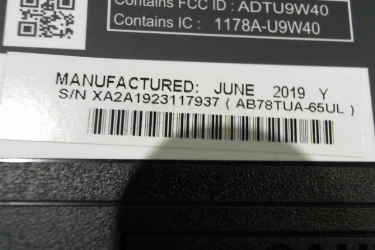 Contains FCC ID : ADTU9W40
Contains IC : 1178A-U9W40
MANUFACTURED: JUNE 2019 Y
S/N XA2A1923117937 ( AB78TUA-65UL )